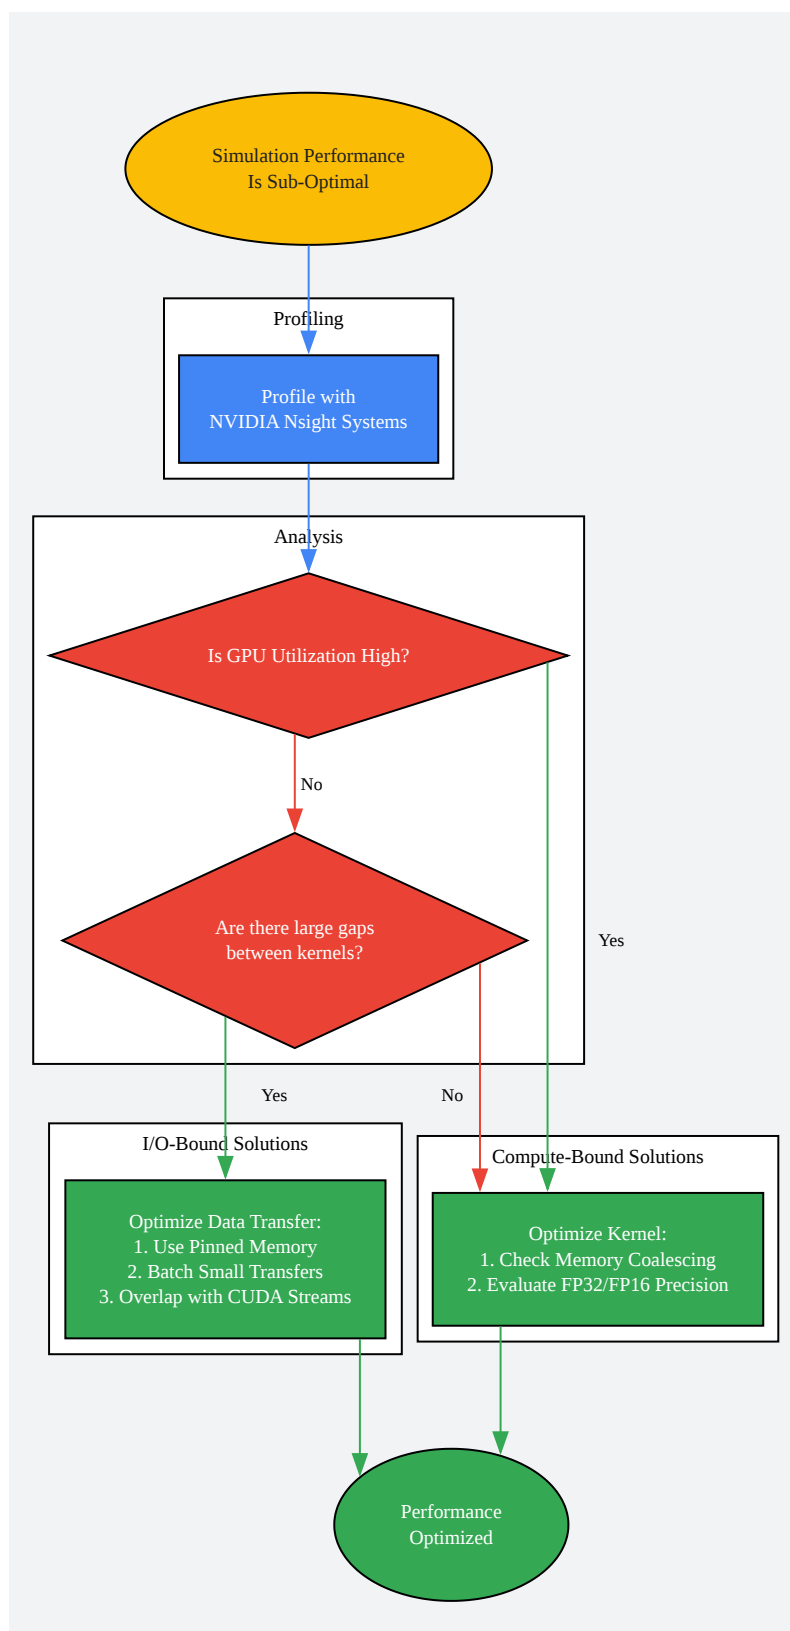 Simulation Performance
Is Sub-Optimal
Profiling
Profile with
NVIDIA Nsight Systems
Analysis
Is GPU Utilization High?
No
Are there large gaps
between kernels?
Yes
Yes
No
I/O-Bound Solutions
Optimize Data Transfer:
1. Use Pinned Memory
2. Batch Small Transfers
3. Overlap with CUDA Streams
Compute-Bound Solutions
Optimize Kernel:
1. Check Memory Coalescing
2. Evaluate FP32/FP16 Precision
Performance
Optimized